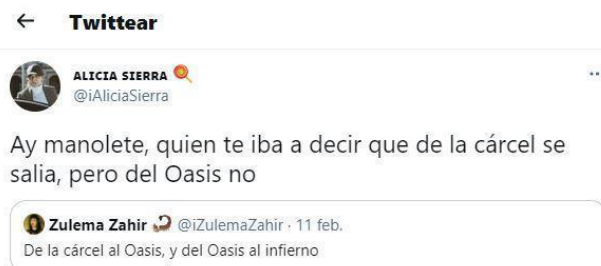 ← Twittear
ALICIA SIERRA
@iAliciaSierra
Ay manolete, quien te iba a decir que de la cárcel se
salia, pero del Oasis no
Zulema Zahir 🦂 @iZulemaZahir · 11 feb.
De la cárcel al Oasis, y del Oasis al infierno